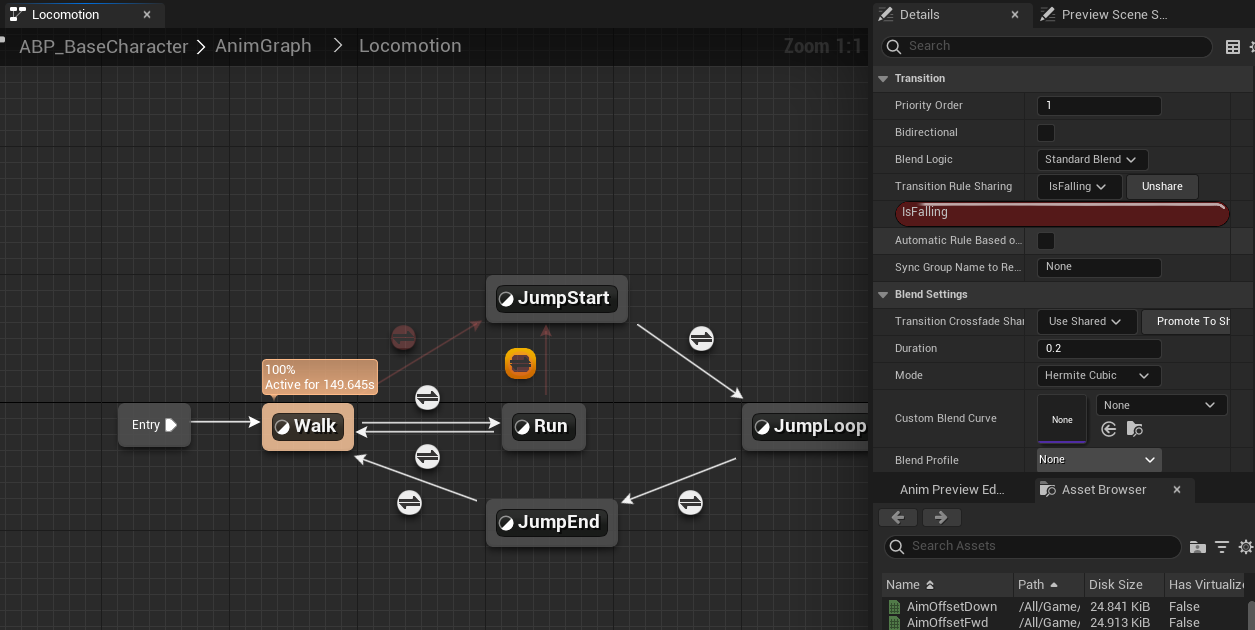 Locomotion
ABP_BaseCharacter > AnimGraph > Locomotion
Zoom 1:1
JumpStart
100%
Active for 149.645s
Entry
Walk
Run
JumpLoop
JumpEnd
Details
Preview Scene S...
Search
Transition
Priority Order 1
Bidirectional
Blend Logic Standard Blend
Transition Rule Sharing IsFalling Unshare
IsFalling
Automatic Rule Based o...
Sync Group Name to Re... None
Blend Settings
Transition Crossfade Shar Use Shared Promote To Sh
Duration 0.2
Mode Hermite Cubic
Custom Blend Curve None None
Blend Profile None
Anim Preview Ed...
Asset Browser
Search Assets
Name Path Disk Size Has Virtualize
AimOffsetDown /All/Game/ 24.841 KiB False
AimOffsetFwd /All/Game/ 24.913 KiB False